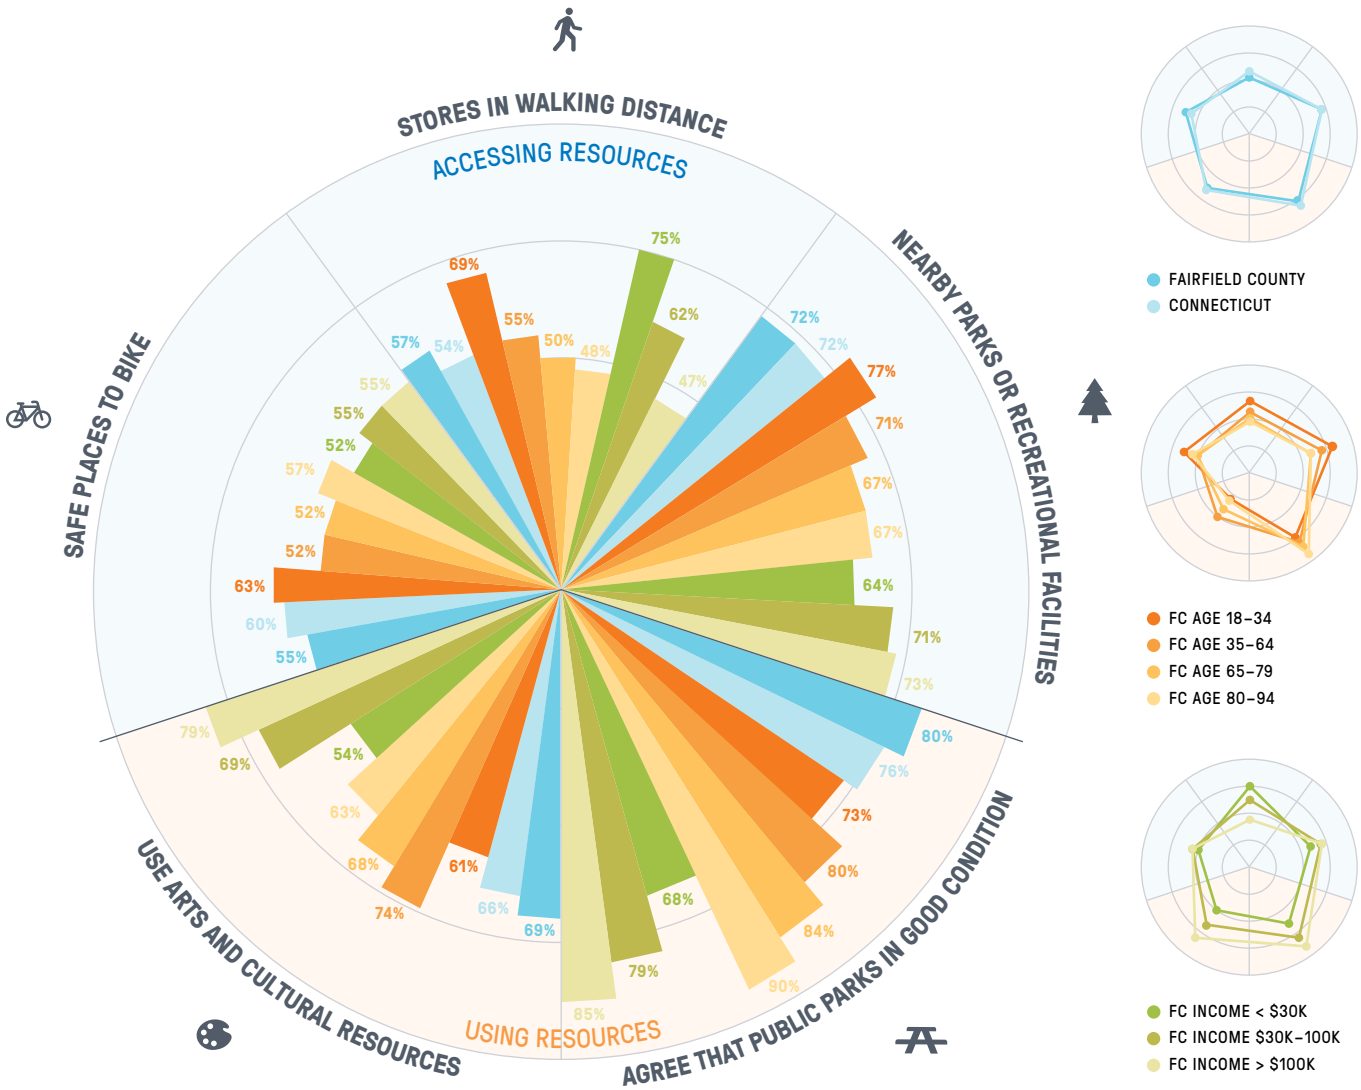 STORES IN WALKING DISTANCE
ACCESSING RESOURCES
57%
54%
69%
55%
50%
48%
75%
62%
47%
NEARBY PARKS OR RECREATIONAL FACILITIES
72%
72%
77%
71%
67%
67%
64%
71%
73%
AGREE THAT PUBLIC PARKS IN GOOD CONDITION
80%
76%
73%
80%
84%
90%
68%
79%
85%
USING RESOURCES
USE ARTS AND CULTURAL RESOURCES
69%
66%
61%
74%
68%
63%
54%
69%
79%
SAFE PLACES TO BIKE
55%
60%
63%
52%
52%
57%
52%
55%
55%
FAIRFIELD COUNTY
CONNECTICUT
FC AGE 18–34
FC AGE 35–64
FC AGE 65–79
FC AGE 80–94
FC INCOME < $30K
FC INCOME $30K–100K
FC INCOME > $100K